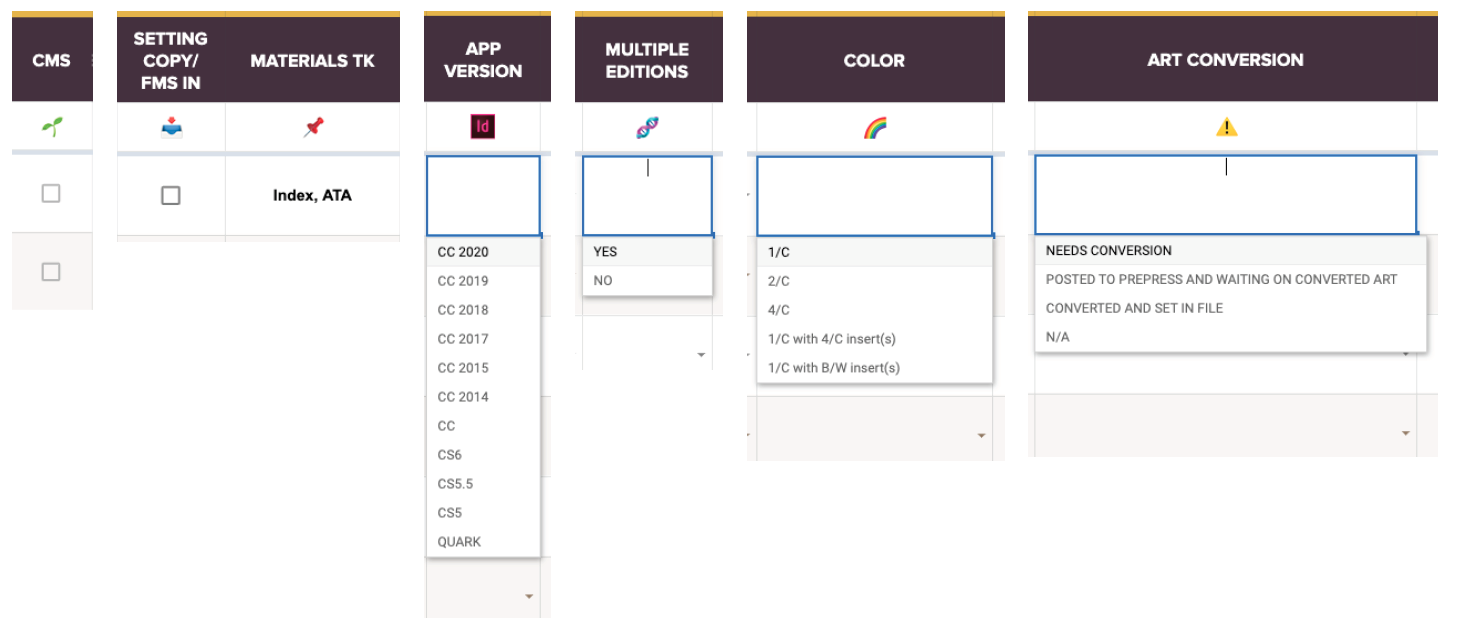 CMS
SETTING
COPY/
FMS IN
MATERIALS TK
Index, ATA
APP
VERSION
Id
CC 2020
CC 2019
CC 2018
CC 2017
CC 2015
CC 2014
CC
CS6
CS5.5
CS5
QUARK
MULTIPLE
EDITIONS
YES
NO
COLOR
1/C
2/C
4/C
1/C with 4/C insert(s)
1/C with B/W insert(s)
ART CONVERSION
NEEDS CONVERSION
POSTED TO PREPRESS AND WAITING ON CONVERTED ART
CONVERTED AND SET IN FILE
N/A